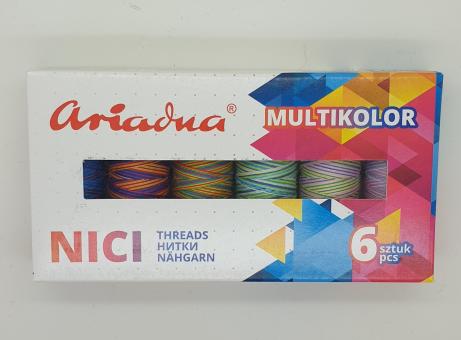 ariadna®
MULTIKOLOR
NICI
THREADS
НИТКИ
NÄHGARN
6 sztuk
pcs